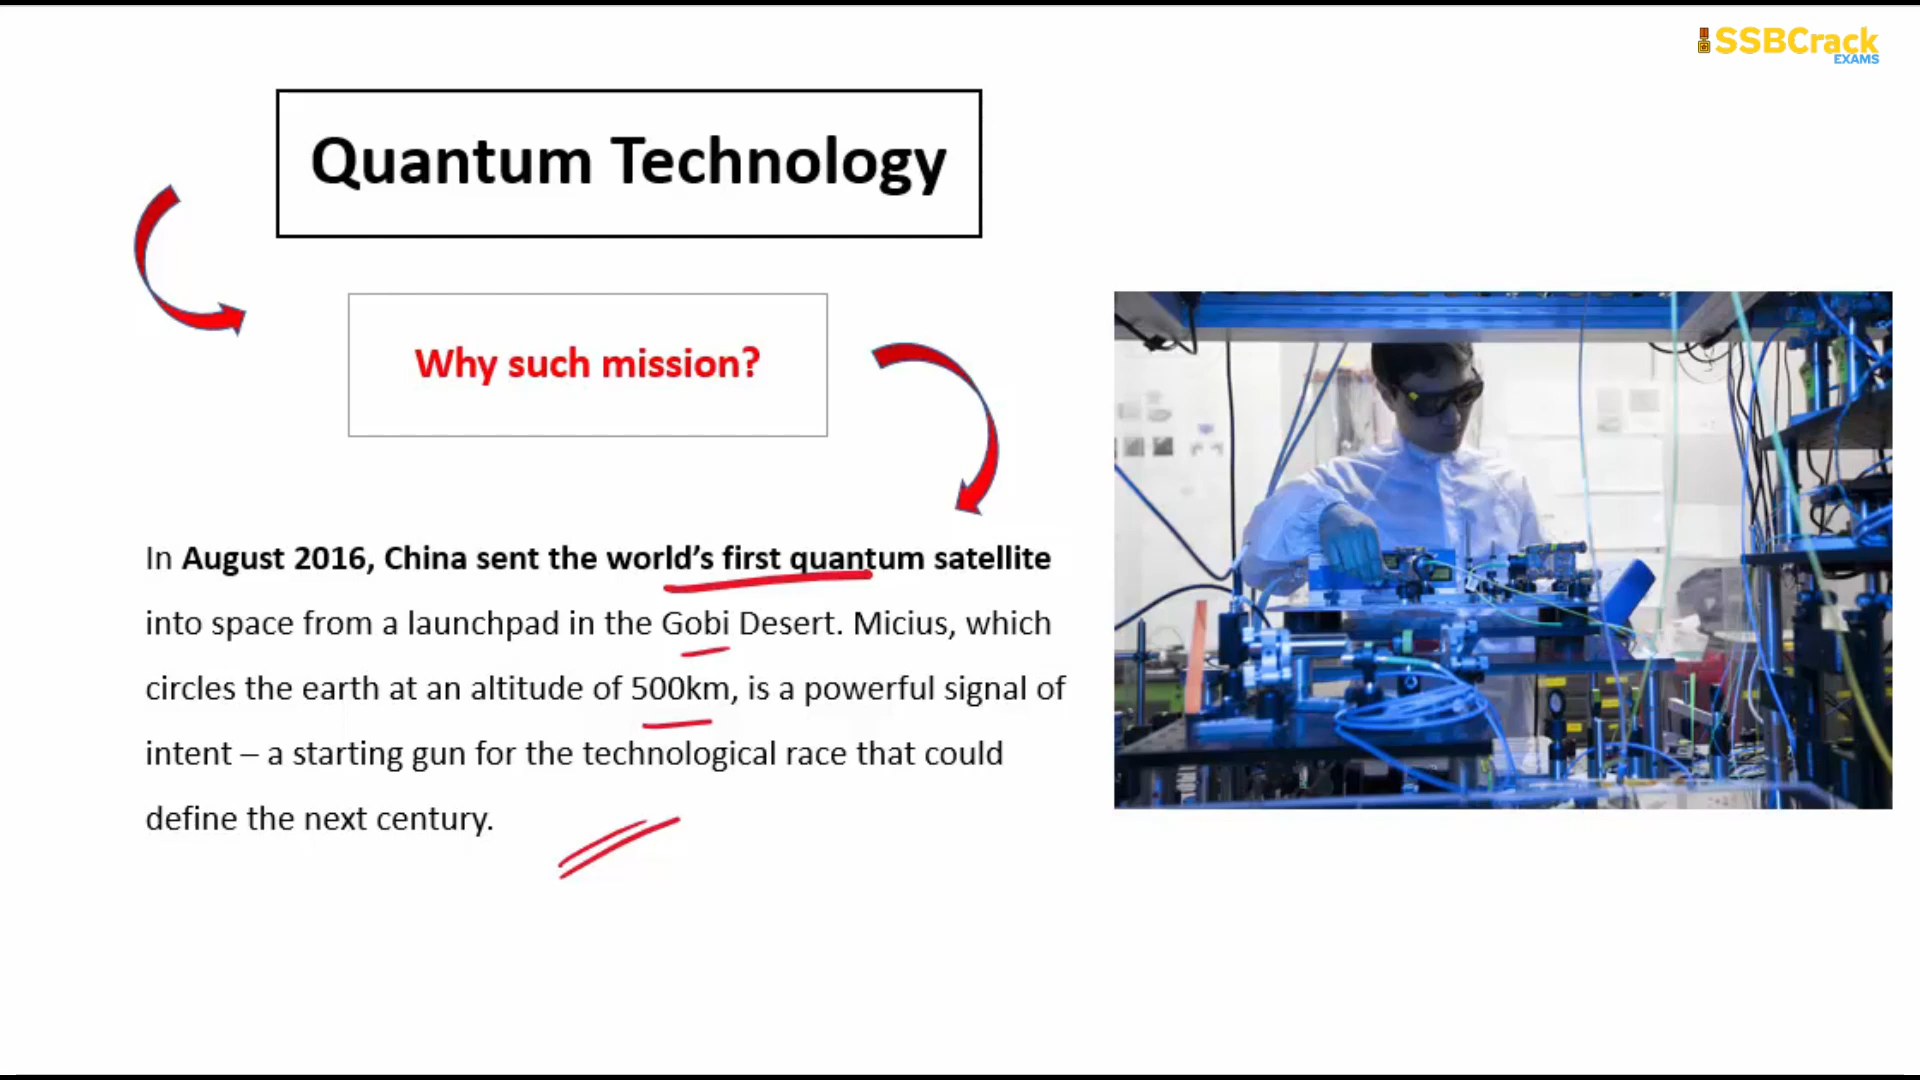 SSBCrack
EXAMS
Quantum Technology
Why such mission?
In August 2016, China sent the world’s first quantum satellite
into space from a launchpad in the Gobi Desert. Micius, which
circles the earth at an altitude of 500km, is a powerful signal of
intent – a starting gun for the technological race that could
define the next century.